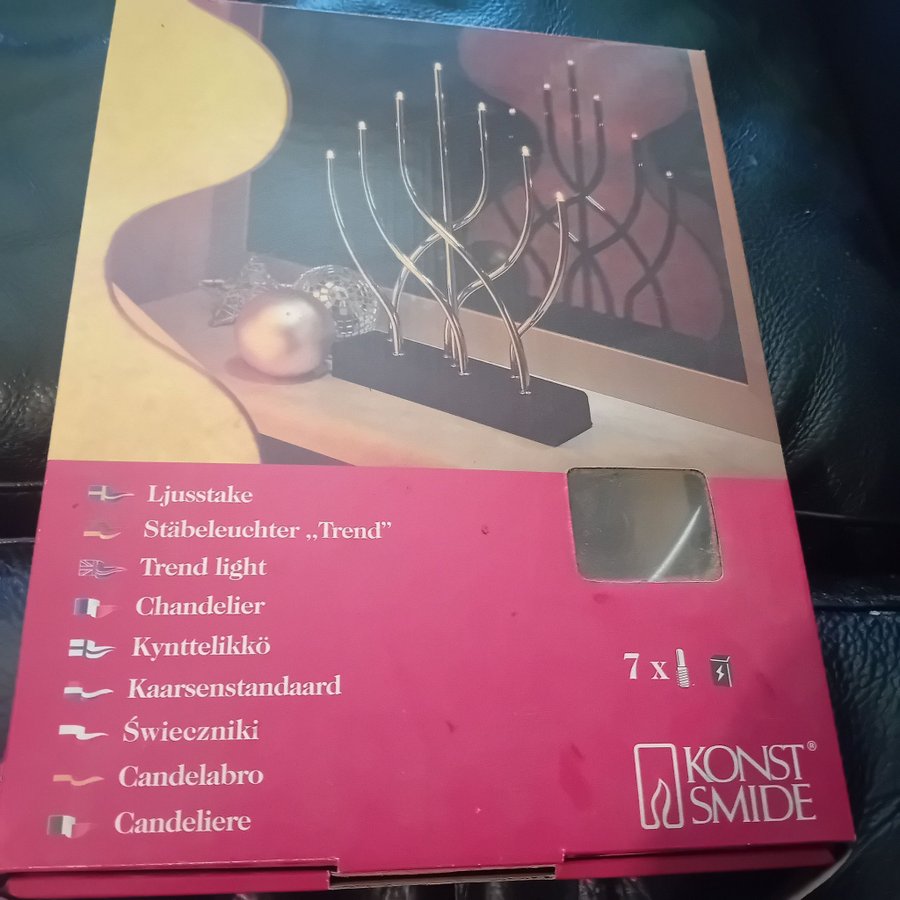 Ljusstake
Stäbeleuchter „Trend”
Trend light
Chandelier
Kynttelikkö
Kaarsenstandaard
Świeczniki
Candelabro
Candeliere
7 x
KONST®
SMIDE